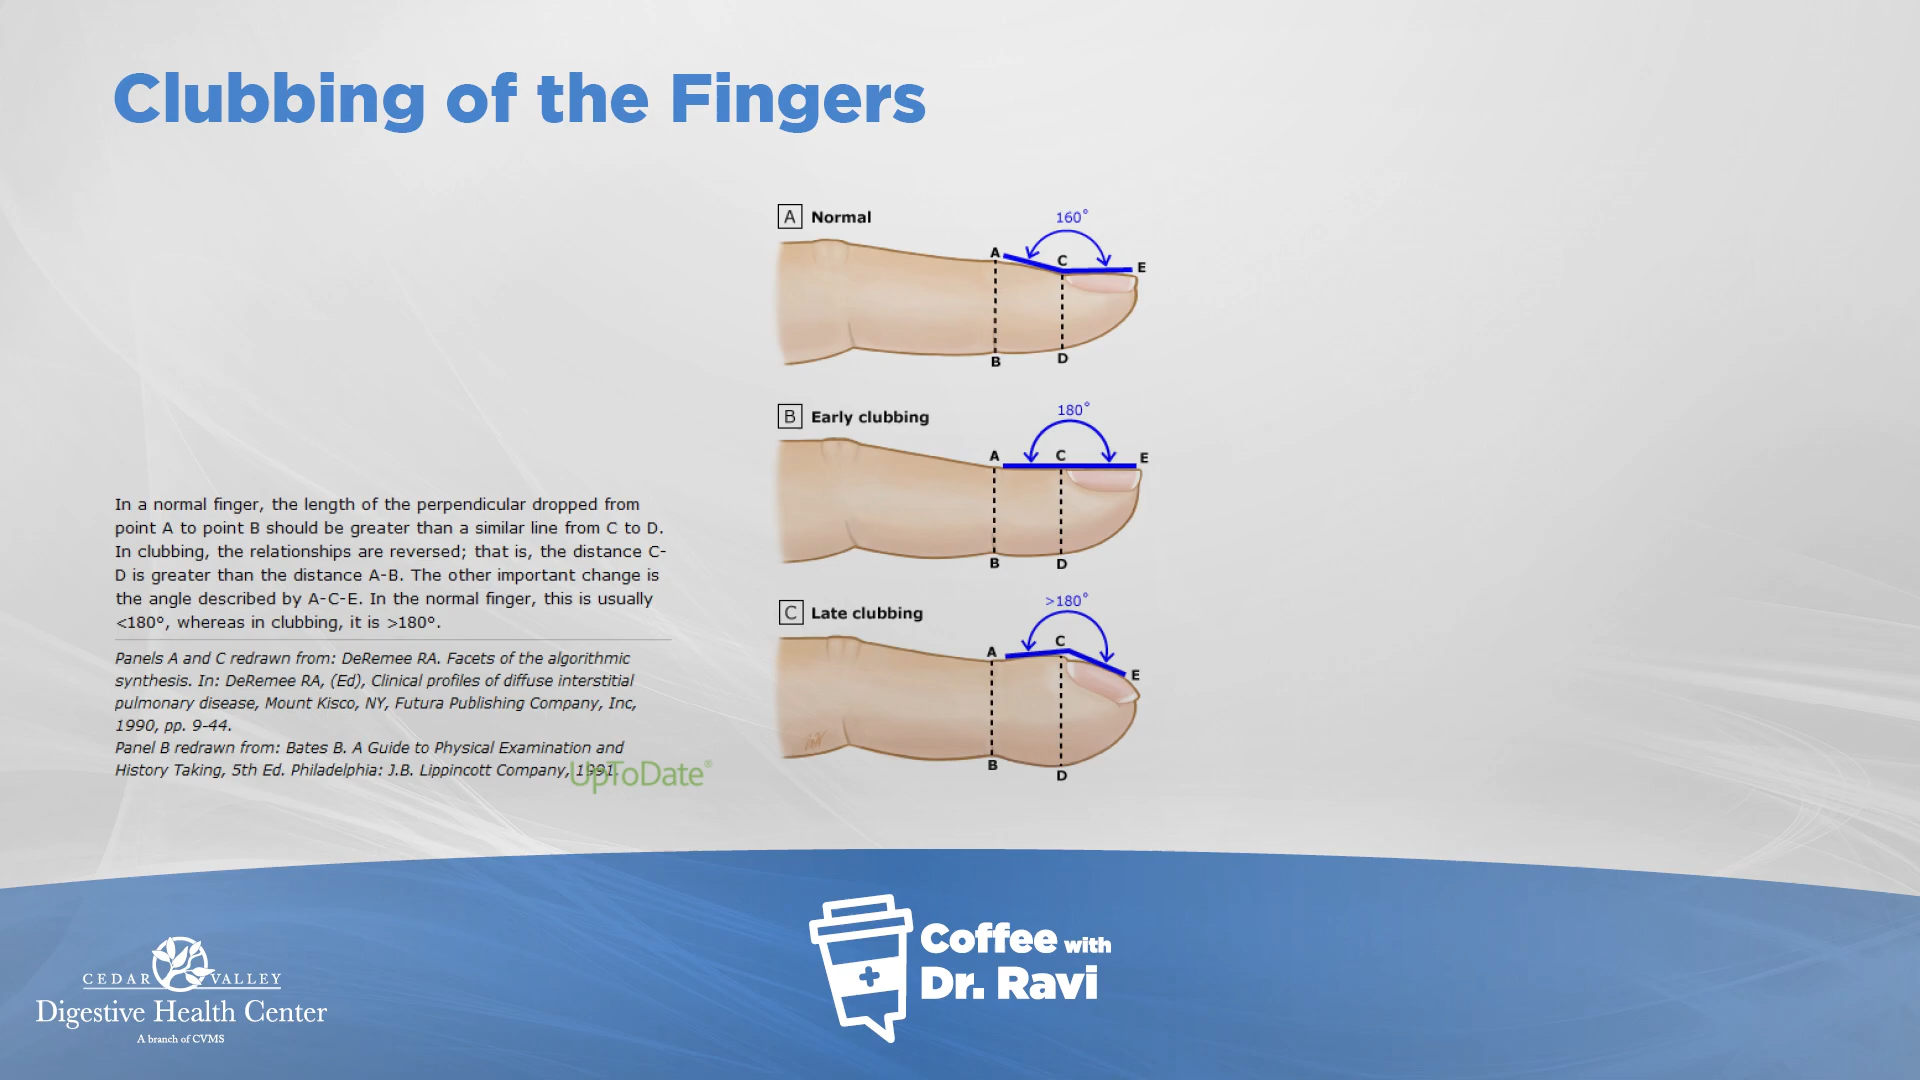 Clubbing of the Fingers
A Normal
160°
A
C
E
B
D
B Early clubbing
180°
A
C
E
B
D
C Late clubbing
>180°
A
C
E
B
D
In a normal finger, the length of the perpendicular dropped from
point A to point B should be greater than a similar line from C to D.
In clubbing, the relationships are reversed; that is, the distance C-
D is greater than the distance A-B. The other important change is
the angle described by A-C-E. In the normal finger, this is usually
<180°, whereas in clubbing, it is >180°.
Panels A and C redrawn from: DeRemee RA. Facets of the algorithmic
synthesis. In: DeRemee RA, (Ed), Clinical profiles of diffuse interstitial
pulmonary disease, Mount Kisco, NY, Futura Publishing Company, Inc,
1990, pp. 9-44.
Panel B redrawn from: Bates B. A Guide to Physical Examination and
History Taking, 5th Ed. Philadelphia: J.B. Lippincott Company, 1991.
UpToDate®
CEDAR VALLEY
Digestive Health Center
A branch of CVMS
Coffee with
Dr. Ravi